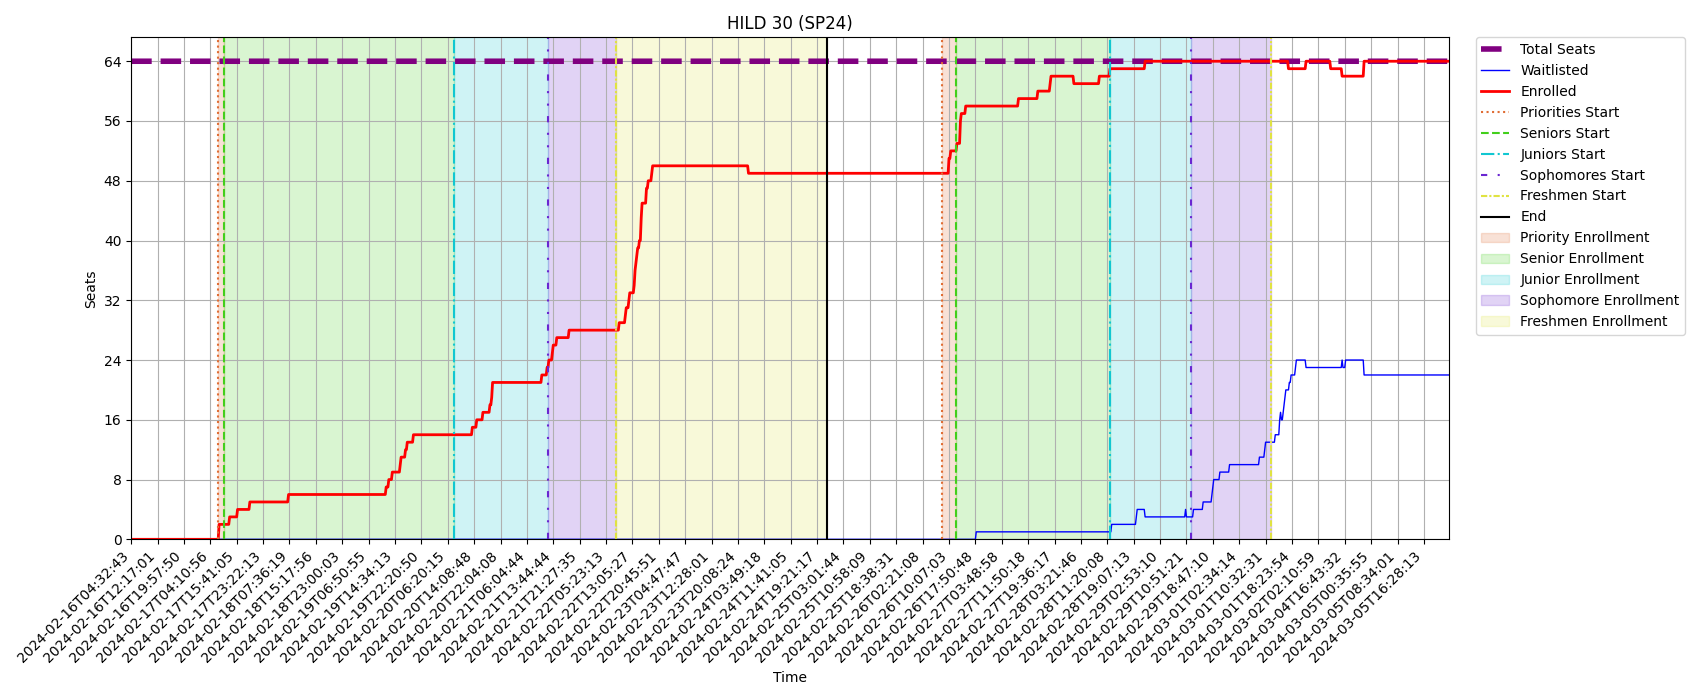 HILD 30 (SP24)
Seats
64
56
48
40
32
24
16
8
0
2024-02-16T04:32:43
2024-02-16T12:17:01
2024-02-16T19:57:50
2024-02-17T04:10:56
2024-02-17T15:41:05
2024-02-17T23:22:13
2024-02-18T07:36:19
2024-02-18T15:17:56
2024-02-18T23:00:03
2024-02-19T06:50:55
2024-02-19T14:34:13
2024-02-19T22:20:50
2024-02-20T06:20:15
2024-02-20T14:08:48
2024-02-20T22:04:09
2024-02-21T06:04:44
2024-02-21T13:44:44
2024-02-21T21:27:35
2024-02-22T05:23:13
2024-02-22T13:05:27
2024-02-22T20:45:51
2024-02-23T04:47:47
2024-02-23T12:28:01
2024-02-23T20:08:24
2024-02-24T03:49:18
2024-02-24T11:41:05
2024-02-24T19:21:17
2024-02-25T03:01:44
2024-02-25T10:58:09
2024-02-25T18:38:31
2024-02-26T02:21:08
2024-02-26T10:07:03
2024-02-26T17:50:48
2024-02-27T03:48:58
2024-02-27T11:50:18
2024-02-27T19:36:17
2024-02-28T03:21:46
2024-02-28T11:20:08
2024-02-28T19:07:13
2024-02-29T02:53:10
2024-02-29T10:51:21
2024-02-29T18:47:10
2024-03-01T02:34:14
2024-03-01T10:32:31
2024-03-01T18:23:54
2024-03-02T02:10:59
2024-03-04T16:43:32
2024-03-05T00:35:55
2024-03-05T08:34:01
2024-03-05T16:28:13
Time
Total Seats
Waitlisted
Enrolled
Priorities Start
Seniors Start
Juniors Start
Sophomores Start
Freshmen Start
End
Priority Enrollment
Senior Enrollment
Junior Enrollment
Sophomore Enrollment
Freshmen Enrollment